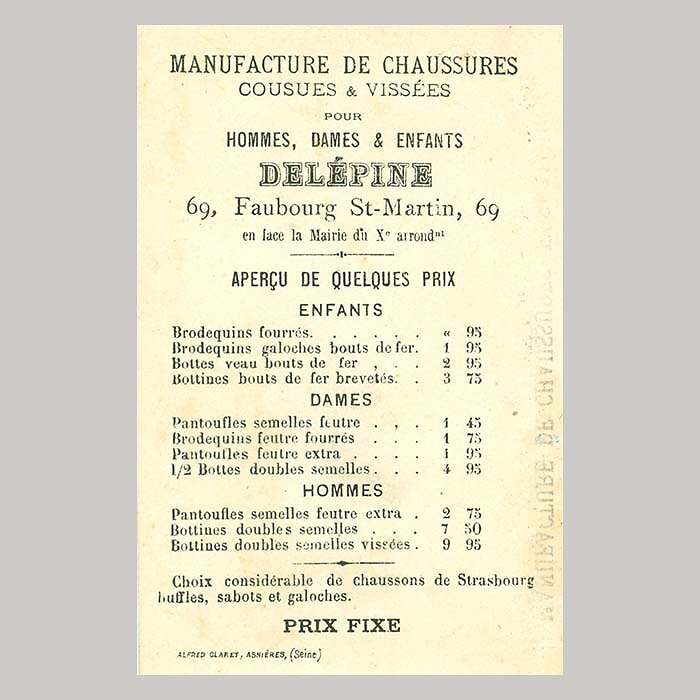 MANUFACTURE DE CHAUSSURES
COUSUES & VISSÉES
POUR
HOMMES, DAMES & ENFANTS
DELÉPINE
69, Faubourg St-Martin, 69
en face la Mairie du Xe arrondnt
APERÇU DE QUELQUES PRIX
ENFANTS
Brodequins fourrés. . . . . . « 95
Brodequins galoches bouts de fer. 1 95
Bottes veau bouts de fer , . . 2 95
Bottines bouts de fer brevetés. . 3 75
DAMES
Pantoufles semelles feutre . , . 1 45
Brodequins feutre fourrés . . . 1 75
Pantoufles feutre extra . . . . 1 95
1/2 Bottes doubles semelles . . . 4 95
HOMMES
Pantoufles semelles feutre extra . 2 75
Bottines doubles semelles . . . 7 50
Bottines doubles semelles vissées . 9 95
Choix considérable de chaussons de Strasbourg
buffles, sabots et galoches.
PRIX FIXE
ALFRED CLARET, ASNIÈRES, (Seine)
MANUFACTURE DE CHAUSSURES